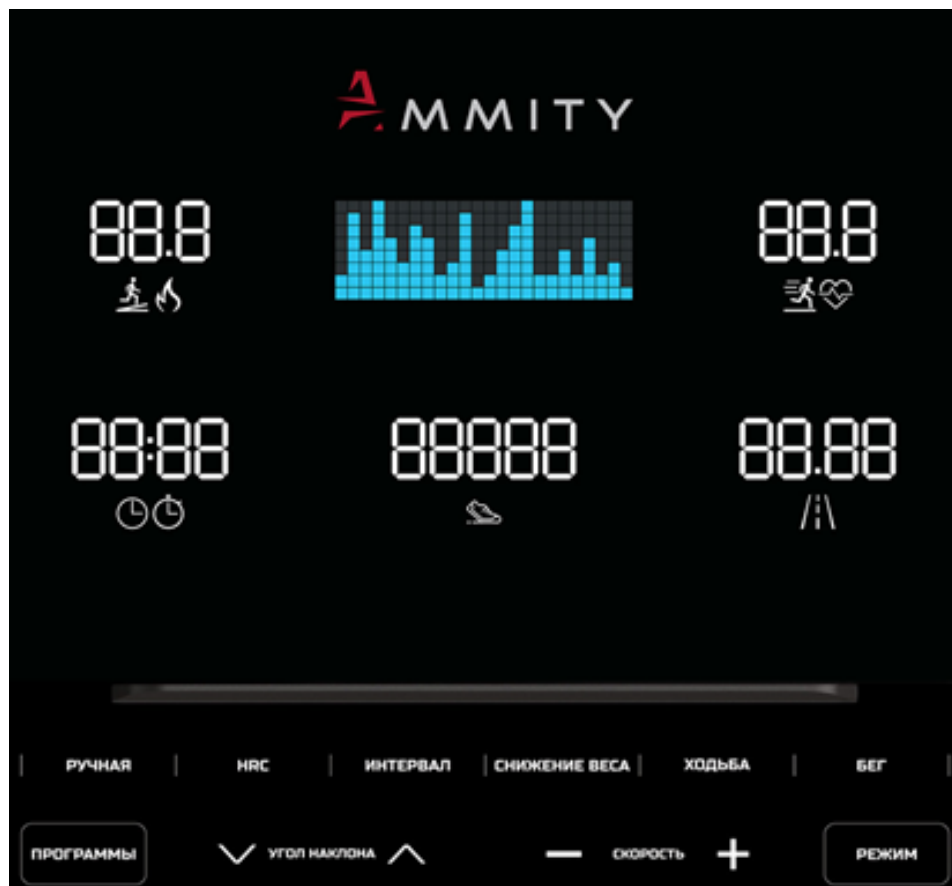 AMMITY
88.8
88.8
88:88
88888
88.88
РУЧНАЯ
HRC
ИНТЕРВАЛ
СНИЖЕНИЕ ВЕСА
ХОДЬБА
БЕГ
ПРОГРАММЫ
УГОЛ НАКЛОНА
СКОРОСТЬ
РЕЖИМ